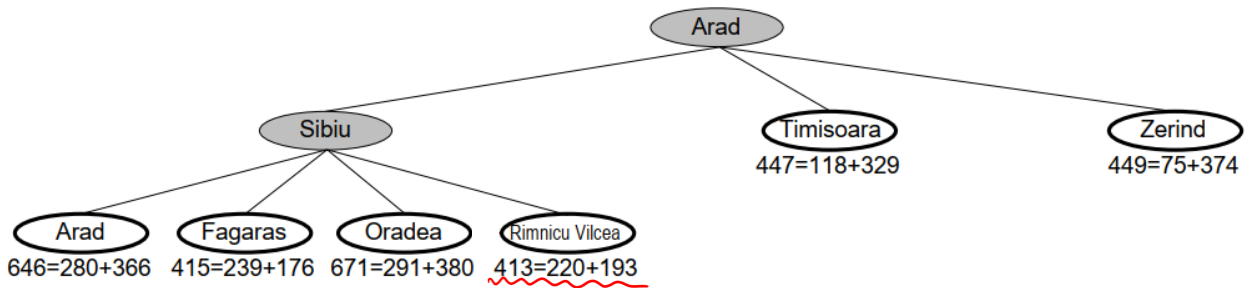 Arad
Sibiu
Timisoara
Zerind
447=118+329
449=75+374
Arad
Fagaras
Oradea
Rimnicu Vilcea
646=280+366
415=239+176
671=291+380
413=220+193